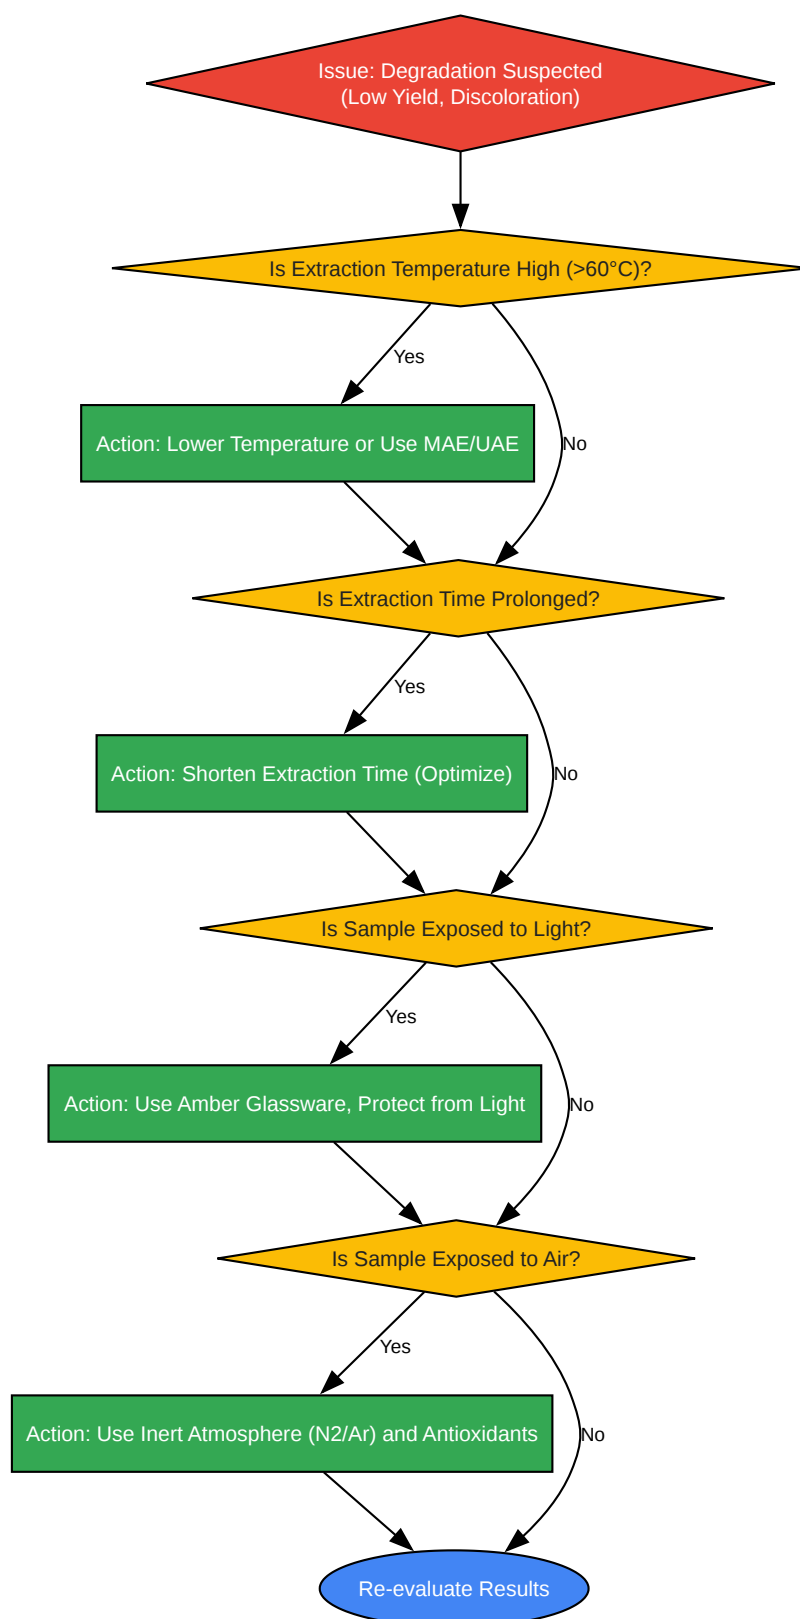 Issue: Degradation Suspected
(Low Yield, Discoloration)
Is Extraction Temperature High (>60°C)?
Yes
Action: Lower Temperature or Use MAE/UAE
No
Is Extraction Time Prolonged?
Yes
Action: Shorten Extraction Time (Optimize)
No
Is Sample Exposed to Light?
Yes
Action: Use Amber Glassware, Protect from Light
No
Is Sample Exposed to Air?
Yes
Action: Use Inert Atmosphere (N2/Ar) and Antioxidants
No
Re-evaluate Results